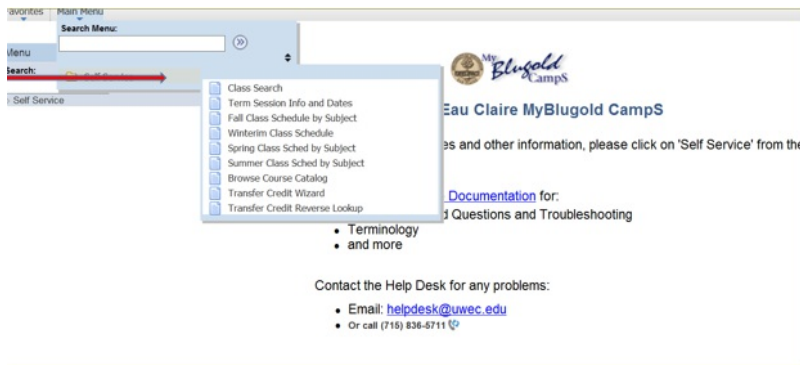 Favorites Main Menu
Search Menu:
Menu
Search:
Self Service
Self Service
Class Search
Term Session Info and Dates
Fall Class Schedule by Subject
Winterim Class Schedule
Spring Class Sched by Subject
Summer Class Sched by Subject
Browse Course Catalog
Transfer Credit Wizard
Transfer Credit Reverse Lookup
My Blugold CampS
Eau Claire MyBlugold CampS
es and other information, please click on 'Self Service' from the
Documentation for:
d Questions and Troubleshooting
• Terminology
• and more
Contact the Help Desk for any problems:
• Email: helpdesk@uwec.edu
• Or call (715) 836-5711